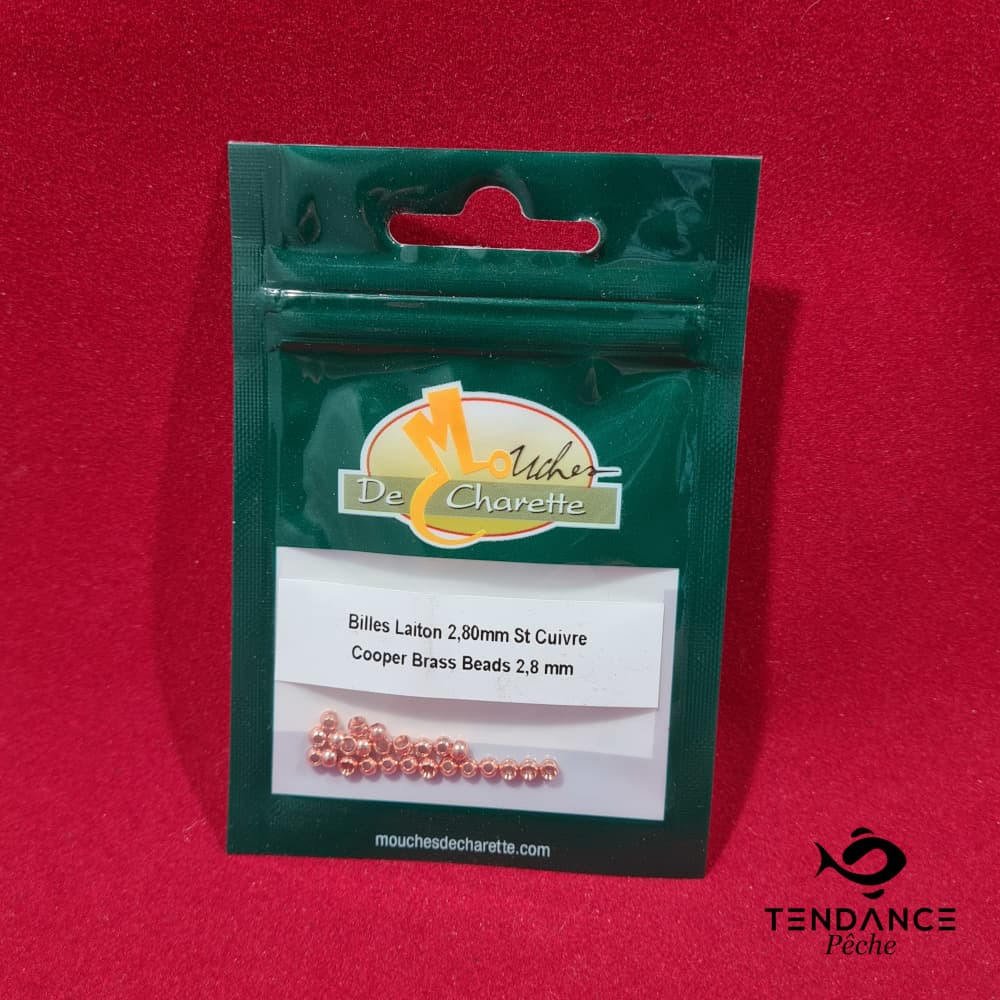 Mouches
De Charette
Billes Laiton 2,80mm St Cuivre
Cooper Brass Beads 2,8 mm
mouchesdecharette.com
TENDANCE
Pêche